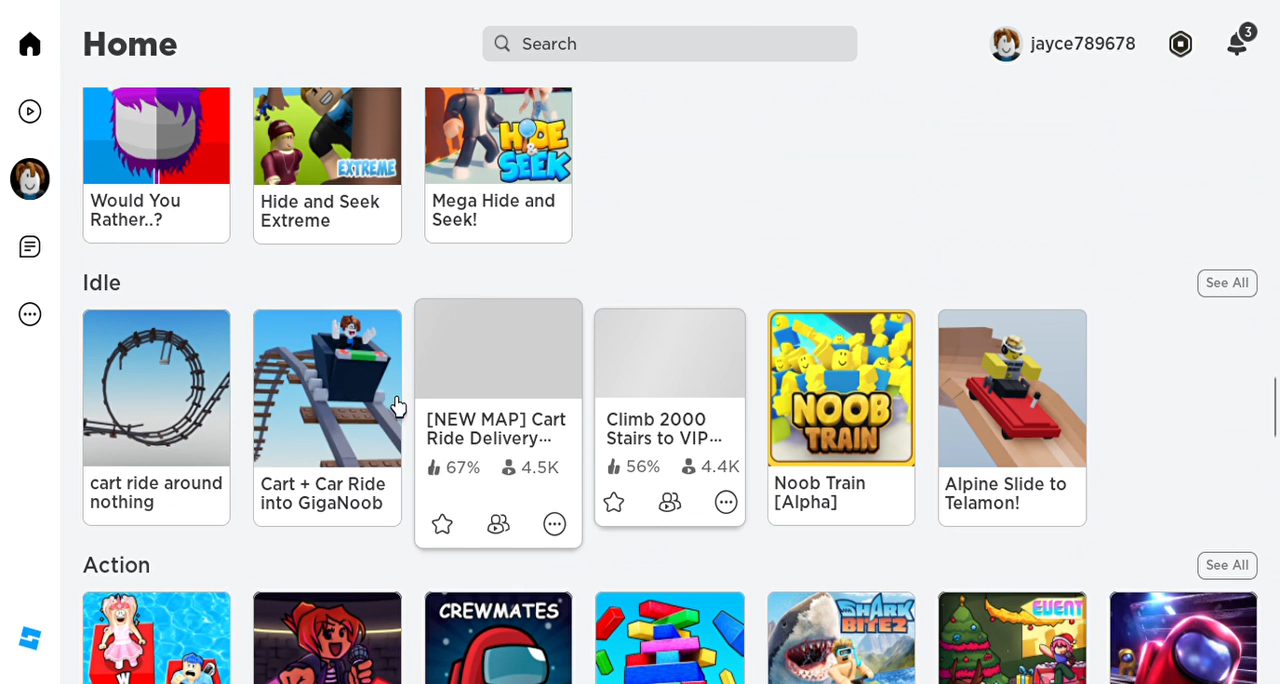 Home
Search
jayce789678
3
EXTREME
HIDE
&
SEEK
Would You
Rather..?
Hide and Seek
Extreme
Mega Hide and
Seek!
Idle
See All
NOOB
TRAIN
cart ride around
nothing
Cart + Car Ride
into GigaNoob
[NEW MAP] Cart
Ride Delivery...
67% 4.5K
Climb 2000
Stairs to VIP...
56% 4.4K
Noob Train
[Alpha]
Alpine Slide to
Telamon!
Action
See All
W
CREWMATES
SHARK
BITE2
EVENT